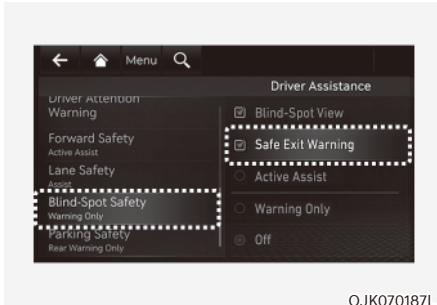 Menu
Driver Assistance
Driver Attention
Warning
Forward Safety
Active Assist
Lane Safety
Assist
Blind-Spot Safety
Warning Only
Parking Safety
Rear Warning Only
Blind-Spot View
Safe Exit Warning
Active Assist
Warning Only
Off
OJK070187L